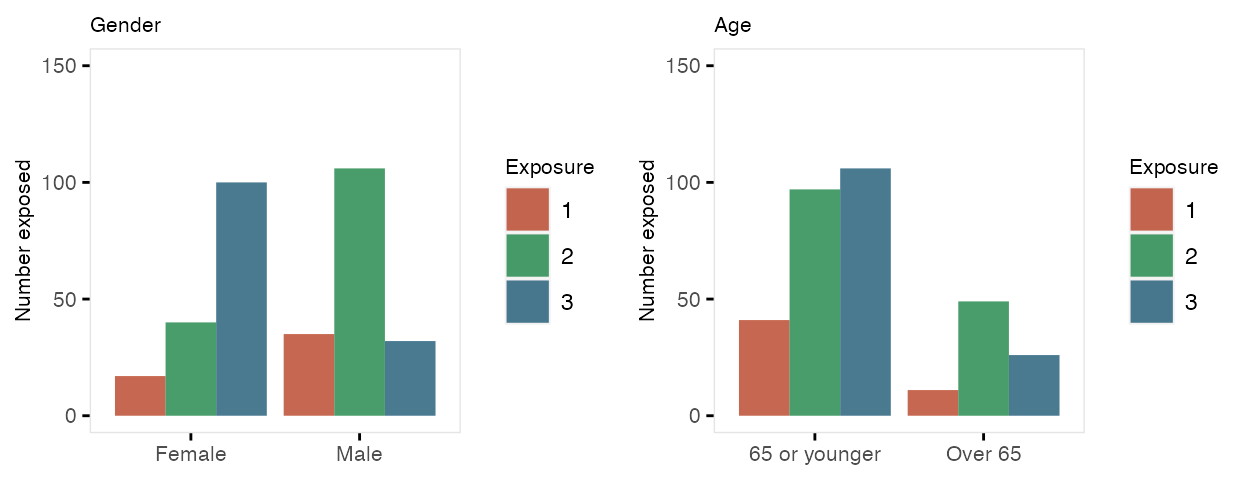 Gender
150
100
50
0
Number exposed
Female Male
Exposure
1
2
3
Age
150
100
50
0
Number exposed
65 or younger Over 65
Exposure
1
2
3